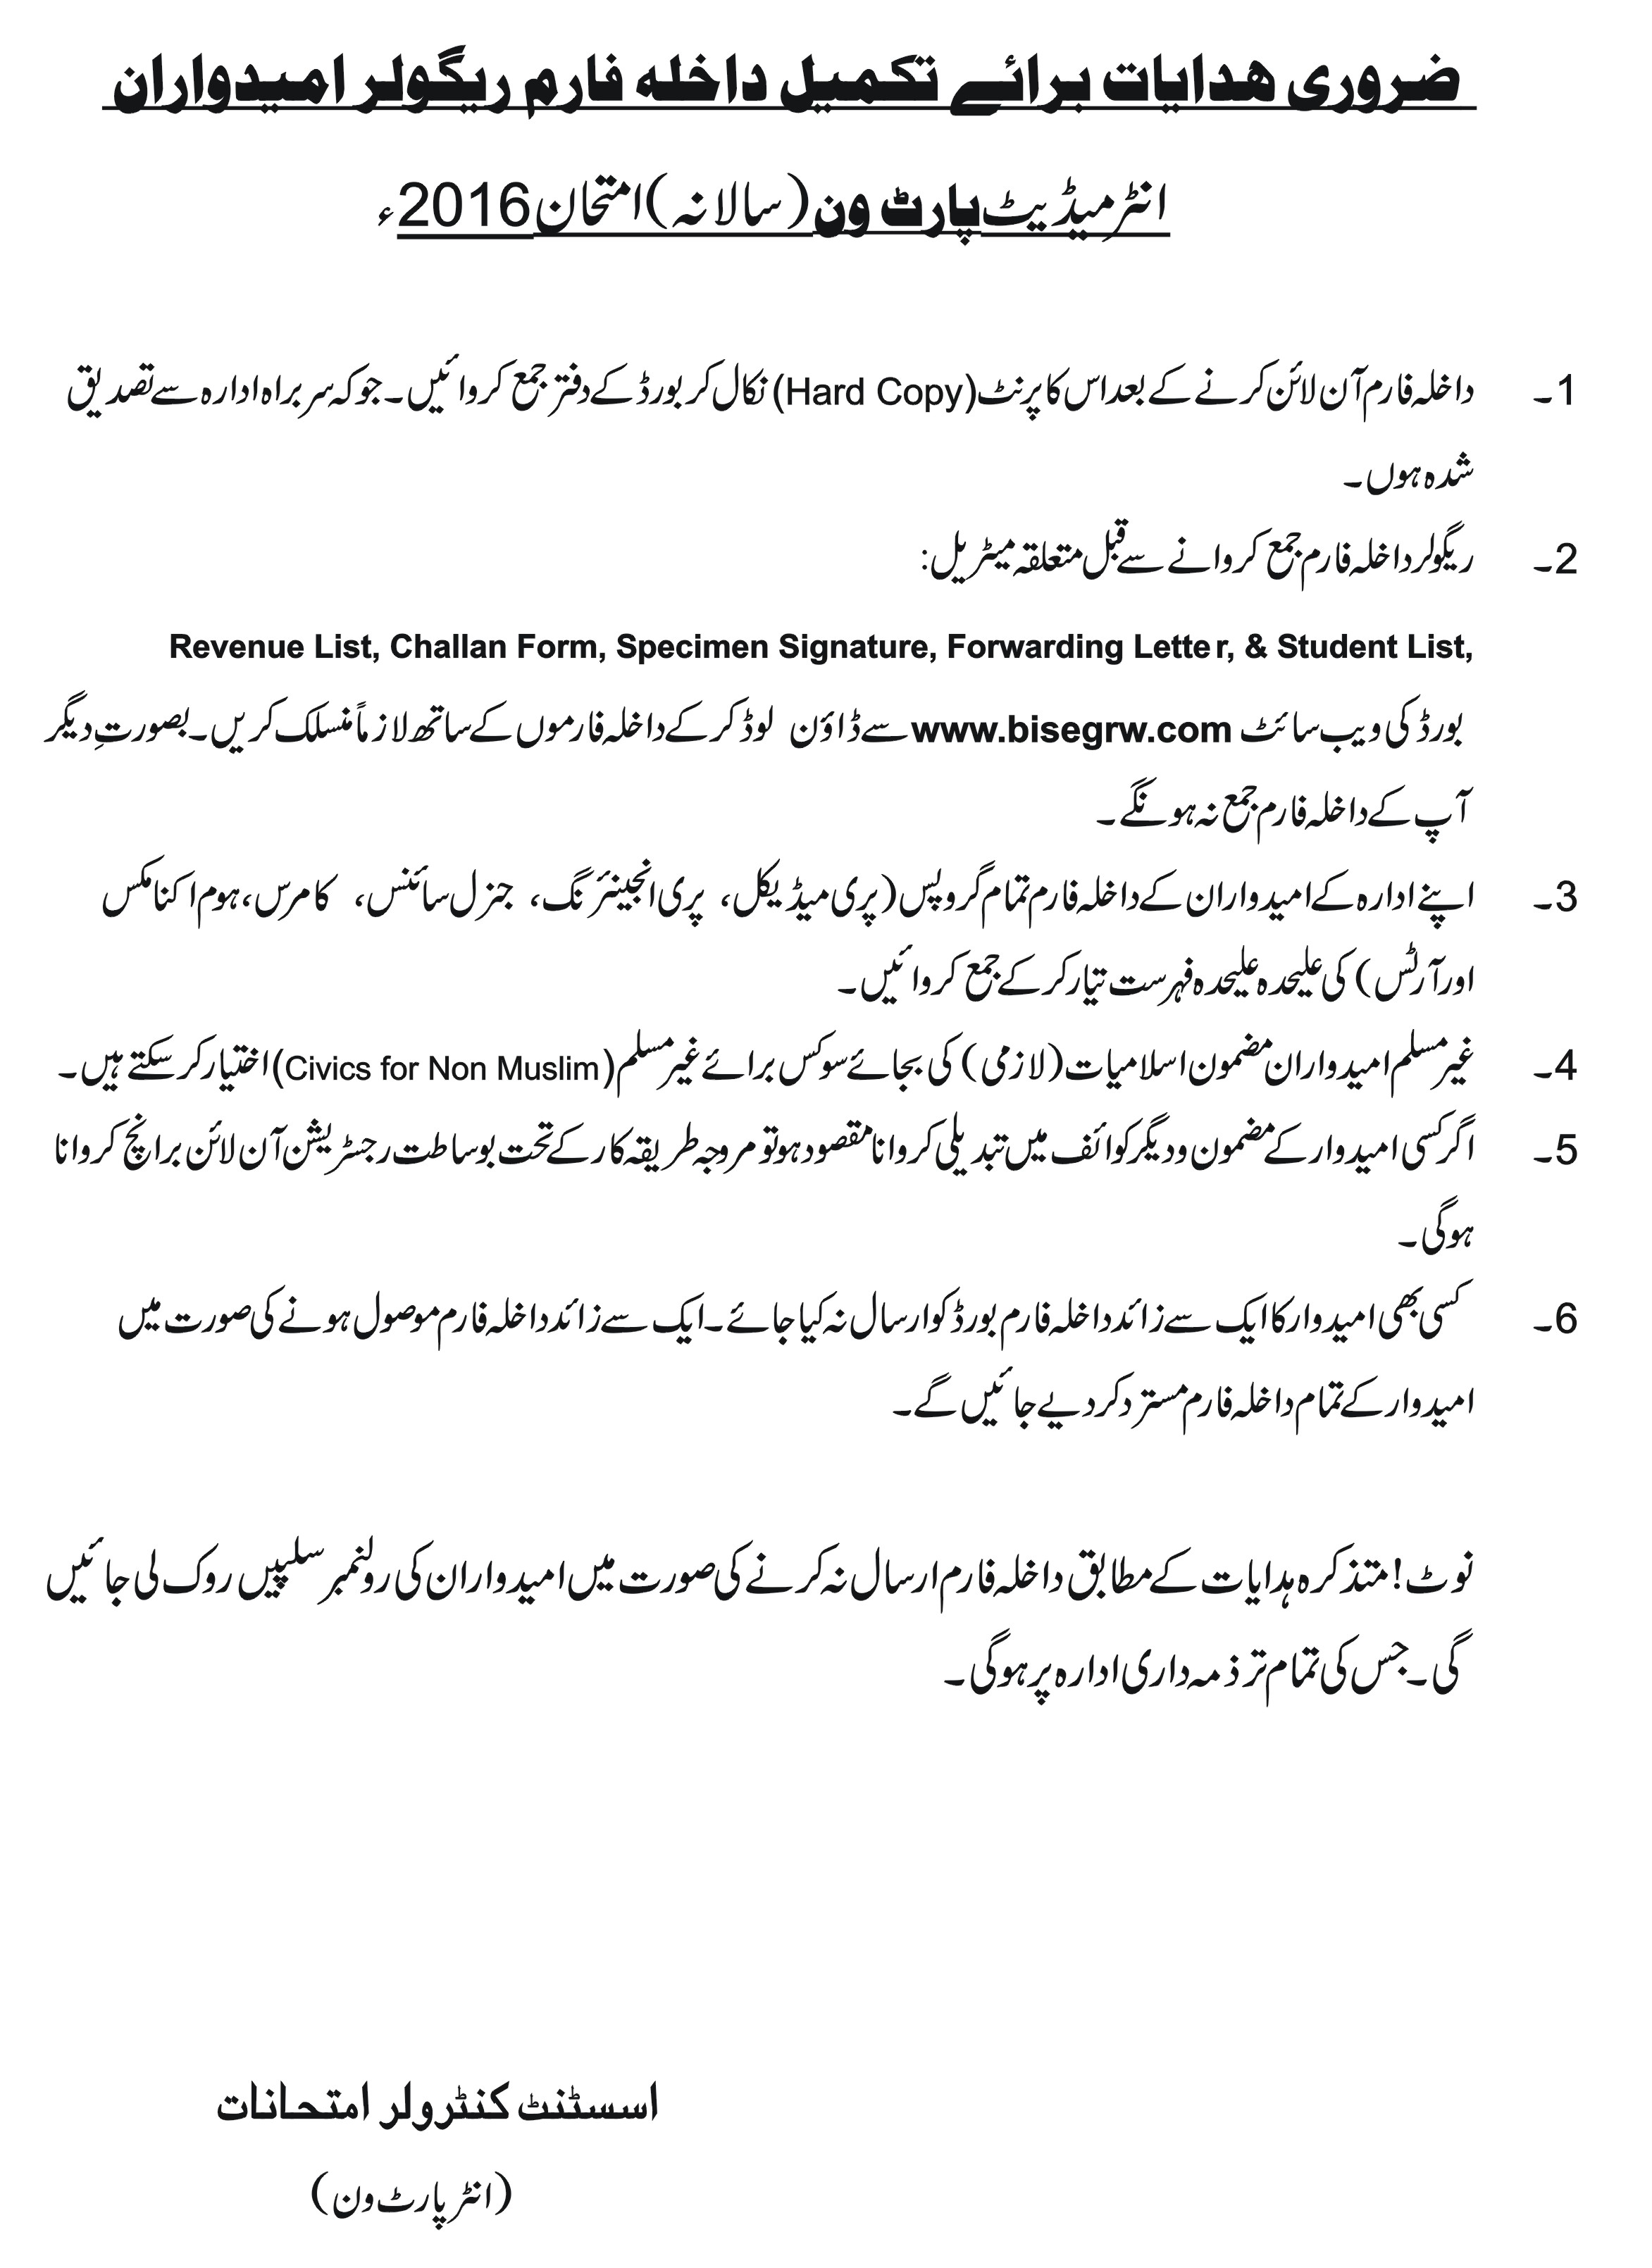 ضروری ھدایات برائے تکمیل داخلہ فارم ریگولر امیدواران
انٹرمیڈیٹ پارٹ ون (سالانہ) امتحان 2016ء
1۔ داخلہ فارم آن لائن کرنے کے بعد اس کا پرنٹ (Hard Copy) نکال کر بورڈ کے دفتر جمع کروائیں۔ جو کہ سربراہ ادارہ سے تصدیق
شدہ ہوں۔
2۔ ریگولر داخلہ فارم جمع کروانے سے قبل متعلقہ میٹریل:
Revenue List, Challan Form, Specimen Signature, Forwarding Letter, & Student List,
بورڈ کی ویب سائٹ www.bisegrw.com سے ڈاؤن لوڈ کر کے داخلہ فارموں کے ساتھ لازماً منسلک کریں۔ بصورتِ دیگر
آپ کے داخلہ فارم جمع نہ ہونگے۔
3۔ اپنے ادارہ کے امیدواران کے داخلہ فارم تمام گروپس (پری میڈیکل، پری انجینئرنگ، جنرل سائنس، کامرس، ہوم اکنامکس
اور آرٹس) کی علیحدہ علیحدہ فہرست تیار کر کے جمع کروائیں۔
4۔ غیر مسلم امیدواران مضمون اسلامیات (لازمی) کی بجائے سوکس برائے غیر مسلم (Civics for Non Muslim) اختیار کر سکتے ہیں۔
5۔ اگر کسی امیدوار کے مضمون و دیگر کوائف میں تبدیلی کروانا مقصود ہو تو مروجہ طریقہ کار کے تحت بوساطت رجسٹریشن آن لائن برانچ کروانا
ہوگی۔
6۔ کسی بھی امیدوار کا ایک سے زائد داخلہ فارم بورڈ کو ارسال نہ کیا جائے۔ ایک سے زائد داخلہ فارم موصول ہونے کی صورت میں
امیدوار کے تمام داخلہ فارم مسترد کر دیے جائیں گے۔
نوٹ! متذکرہ ہدایات کے مطابق داخلہ فارم ارسال نہ کرنے کی صورت میں امیدواران کی رولنمبر سلپیں روک لی جائیں
گی۔ جس کی تمام تر ذمہ داری ادارہ پر ہوگی۔
اسسٹنٹ کنٹرولر امتحانات
(انٹر پارٹ ون)